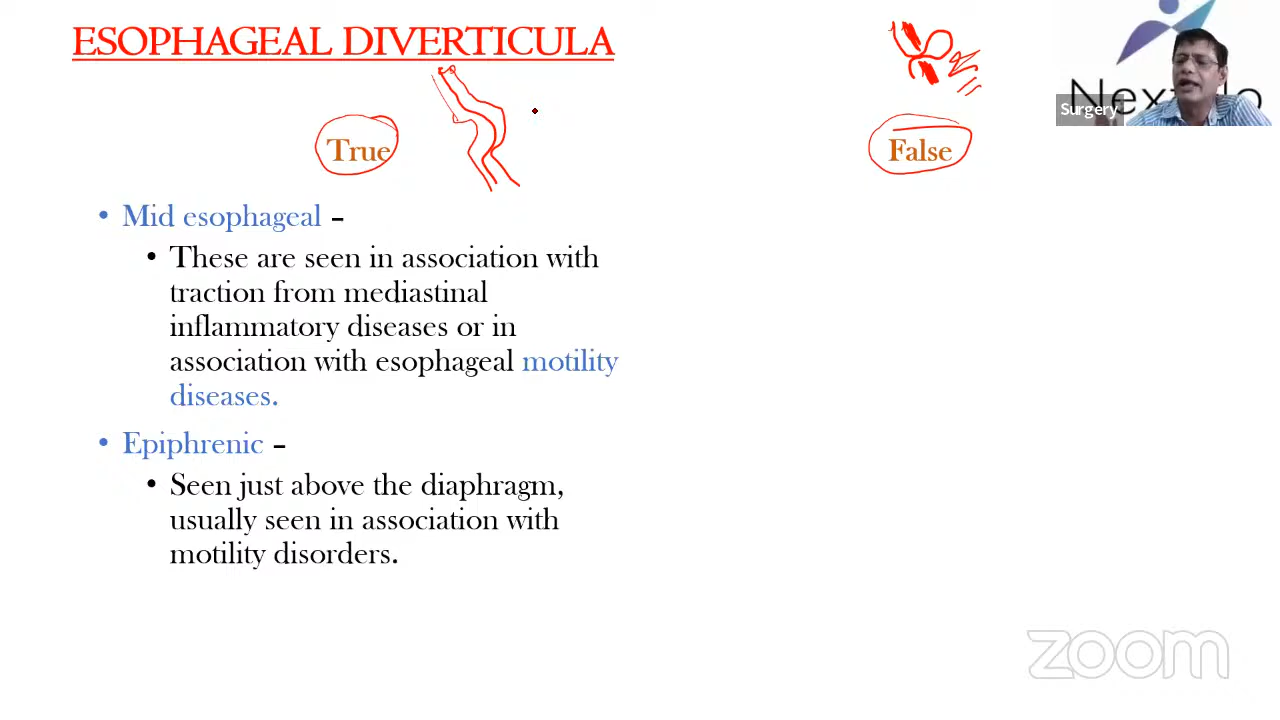 ESOPHAGEAL DIVERTICULA
Surgery
True
False
• Mid esophageal –
• These are seen in association with
traction from mediastinal
inflammatory diseases or in
association with esophageal motility
diseases.
• Epiphrenic –
• Seen just above the diaphragm,
usually seen in association with
motility disorders.
zoom